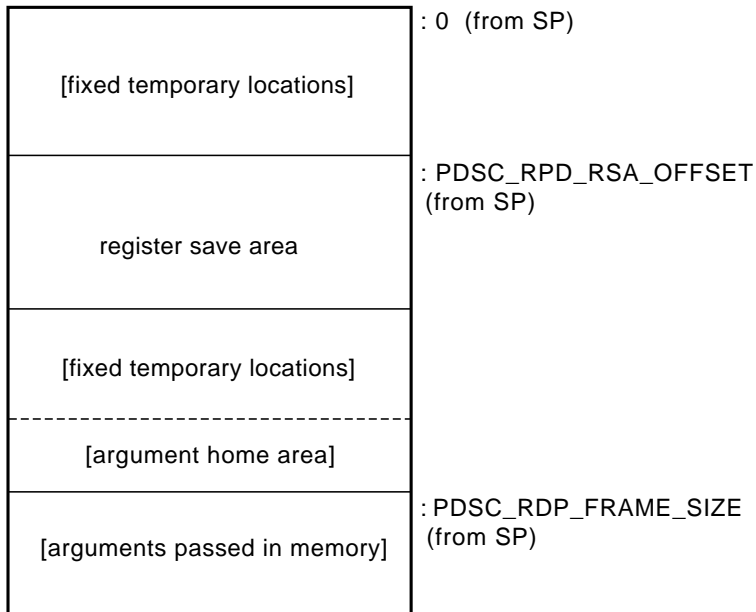 : 0 (from SP)
[fixed temporary locations]
: PDSC_RPD_RSA_OFFSET
(from SP)
register save area
[fixed temporary locations]
[argument home area]
: PDSC_RDP_FRAME_SIZE
(from SP)
[arguments passed in memory]